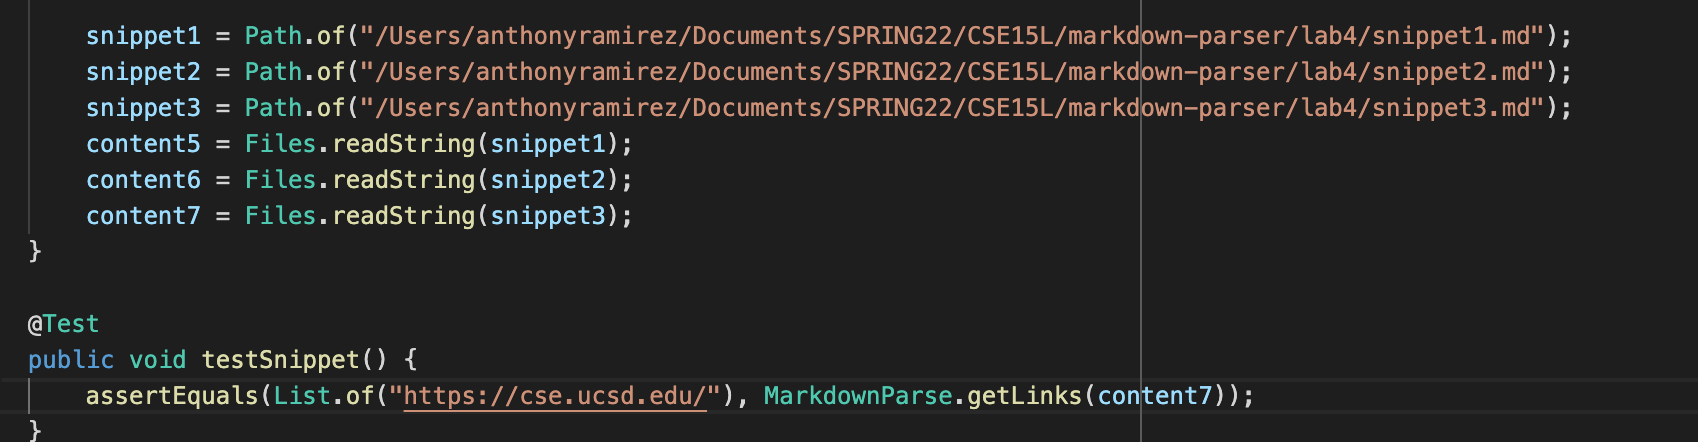 snippet1 = Path.of("/Users/anthonyramirez/Documents/SPRING22/CSE15L/markdown-parser/lab4/snippet1.md");
snippet2 = Path.of("/Users/anthonyramirez/Documents/SPRING22/CSE15L/markdown-parser/lab4/snippet2.md");
snippet3 = Path.of("/Users/anthonyramirez/Documents/SPRING22/CSE15L/markdown-parser/lab4/snippet3.md");
content5 = Files.readString(snippet1);
content6 = Files.readString(snippet2);
content7 = Files.readString(snippet3);
}
@Test
public void testSnippet() {
assertEquals(List.of("https://cse.ucsd.edu/"), MarkdownParse.getLinks(content7));
}